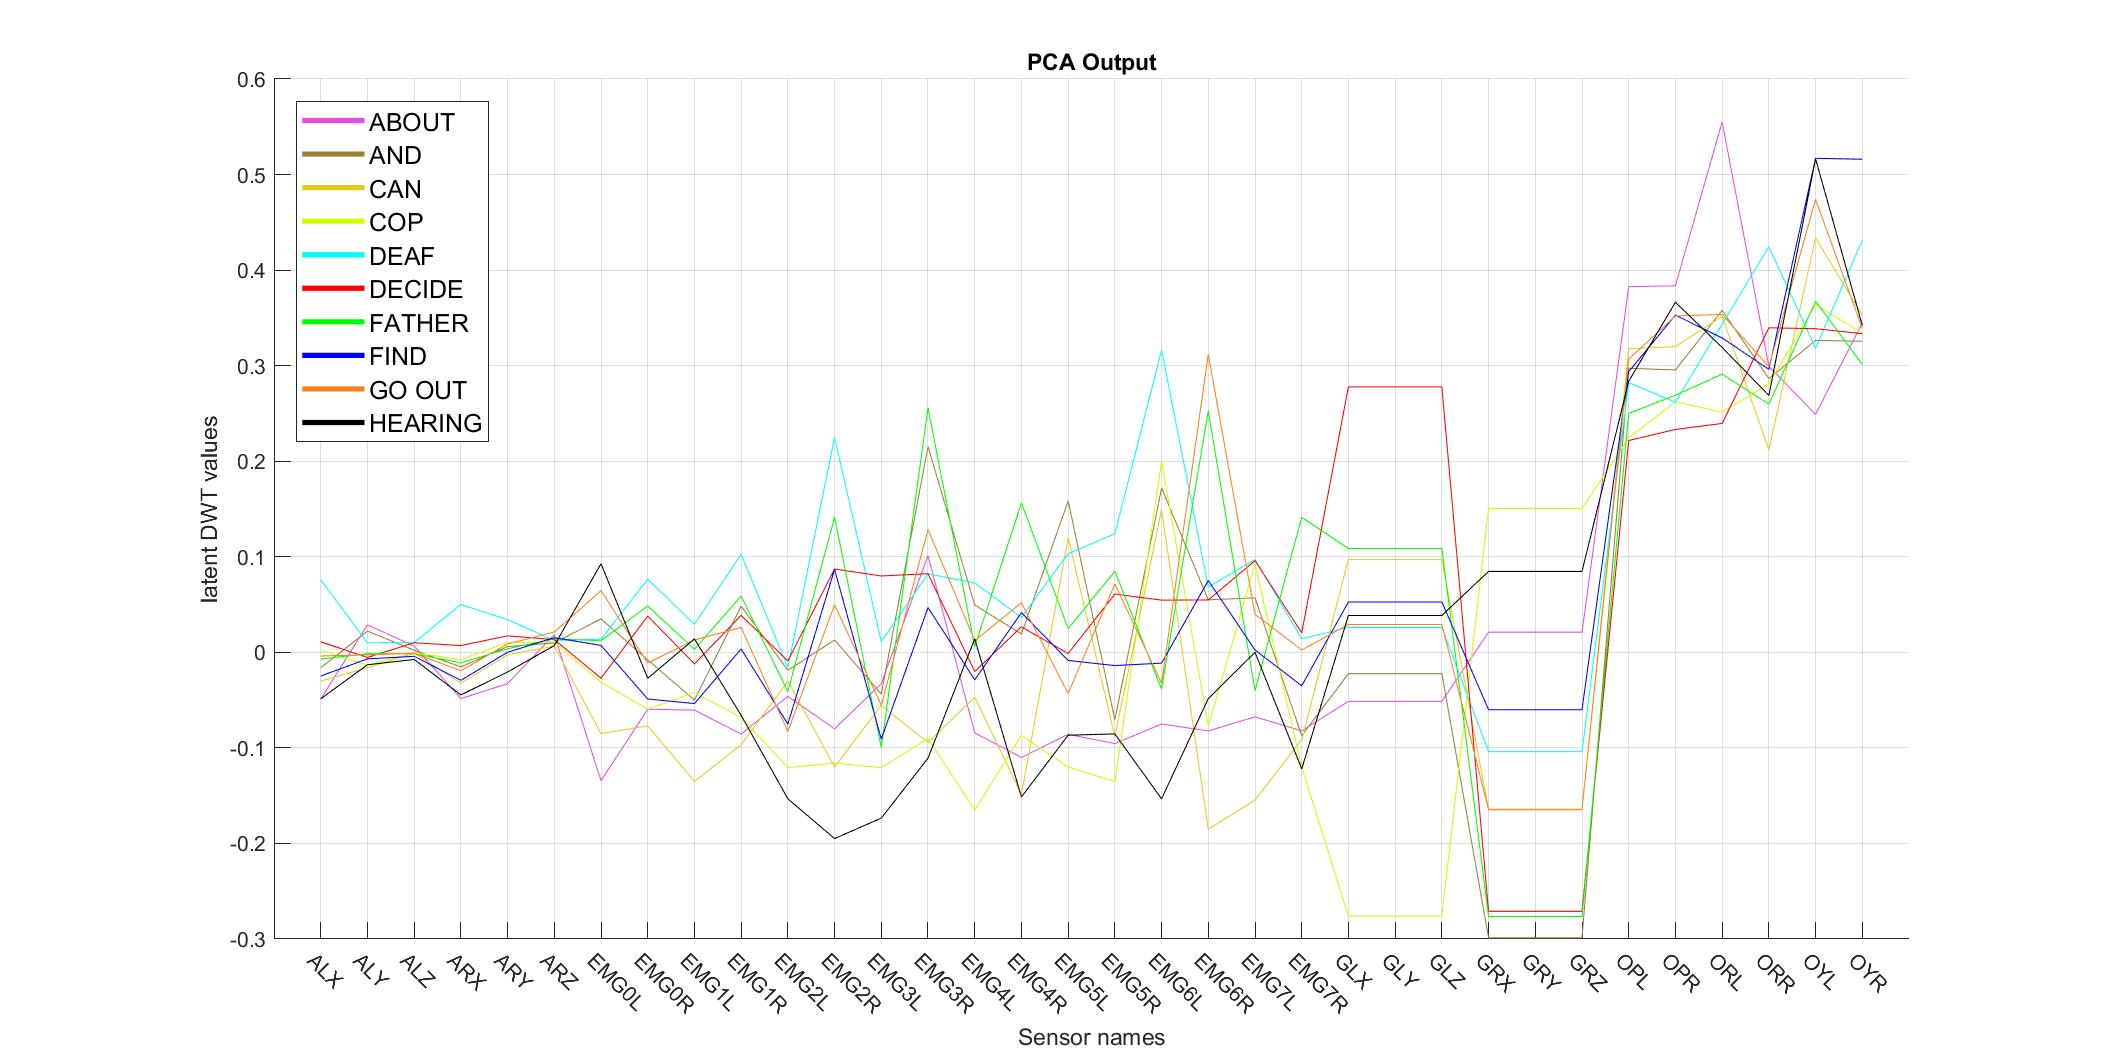 PCA Output
0.6
0.5
0.4
0.3
0.2
0.1
0
-0.1
-0.2
-0.3
latent DWT values
ABOUT
AND
CAN
COP
DEAF
DECIDE
FATHER
FIND
GO OUT
HEARING
ALX
ALY
ALZ
ARX
ARY
ARZ
EMG0L
EMG0R
EMG1L
EMG1R
EMG2L
EMG2R
EMG3L
EMG3R
EMG4L
EMG4R
EMG5L
EMG5R
EMG6L
EMG6R
EMG7L
EMG7R
GLX
GLY
GLZ
GRX
GRY
GRZ
OPL
OPR
ORL
ORR
OYL
OYR
Sensor names